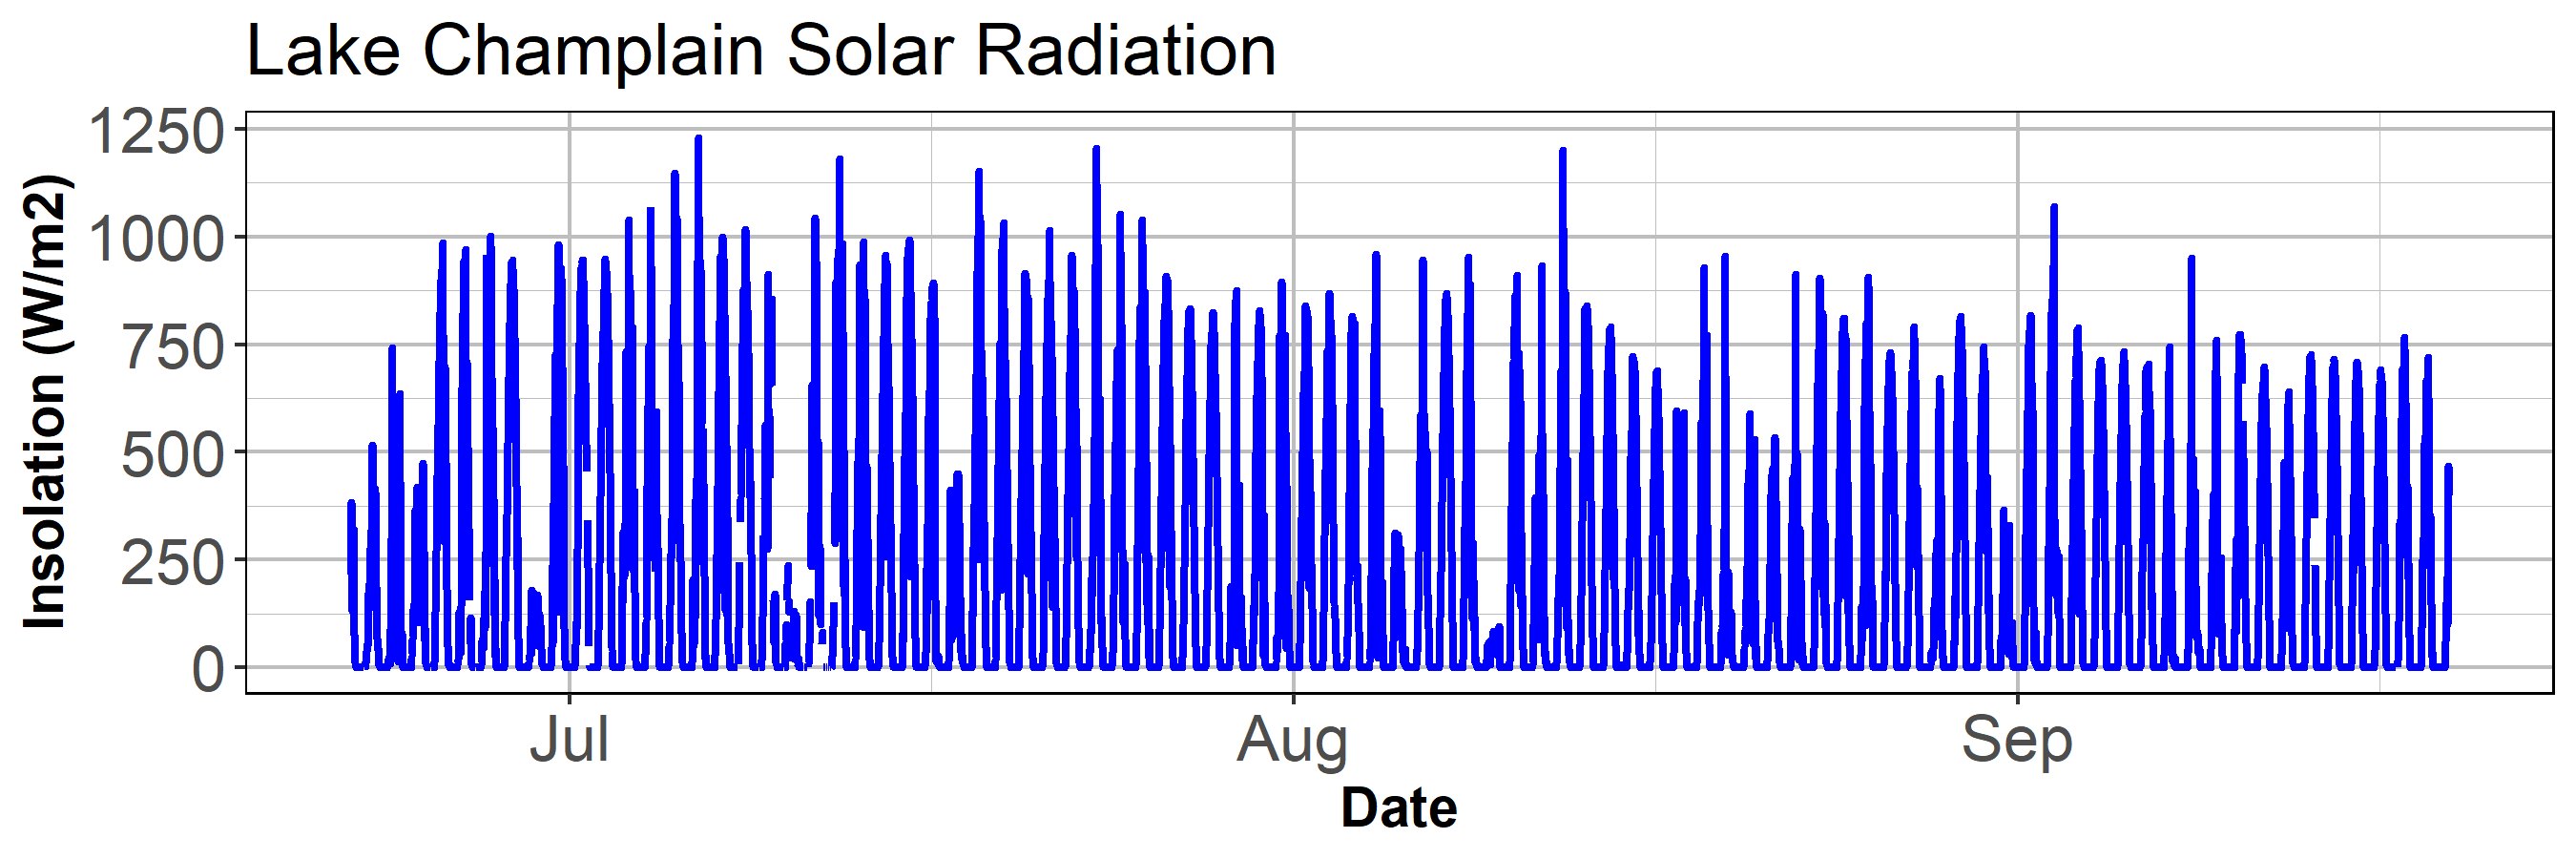 Lake Champlain Solar Radiation
Insolation (W/m2)
1250
1000
750
500
250
0
Jul
Aug
Sep
Date